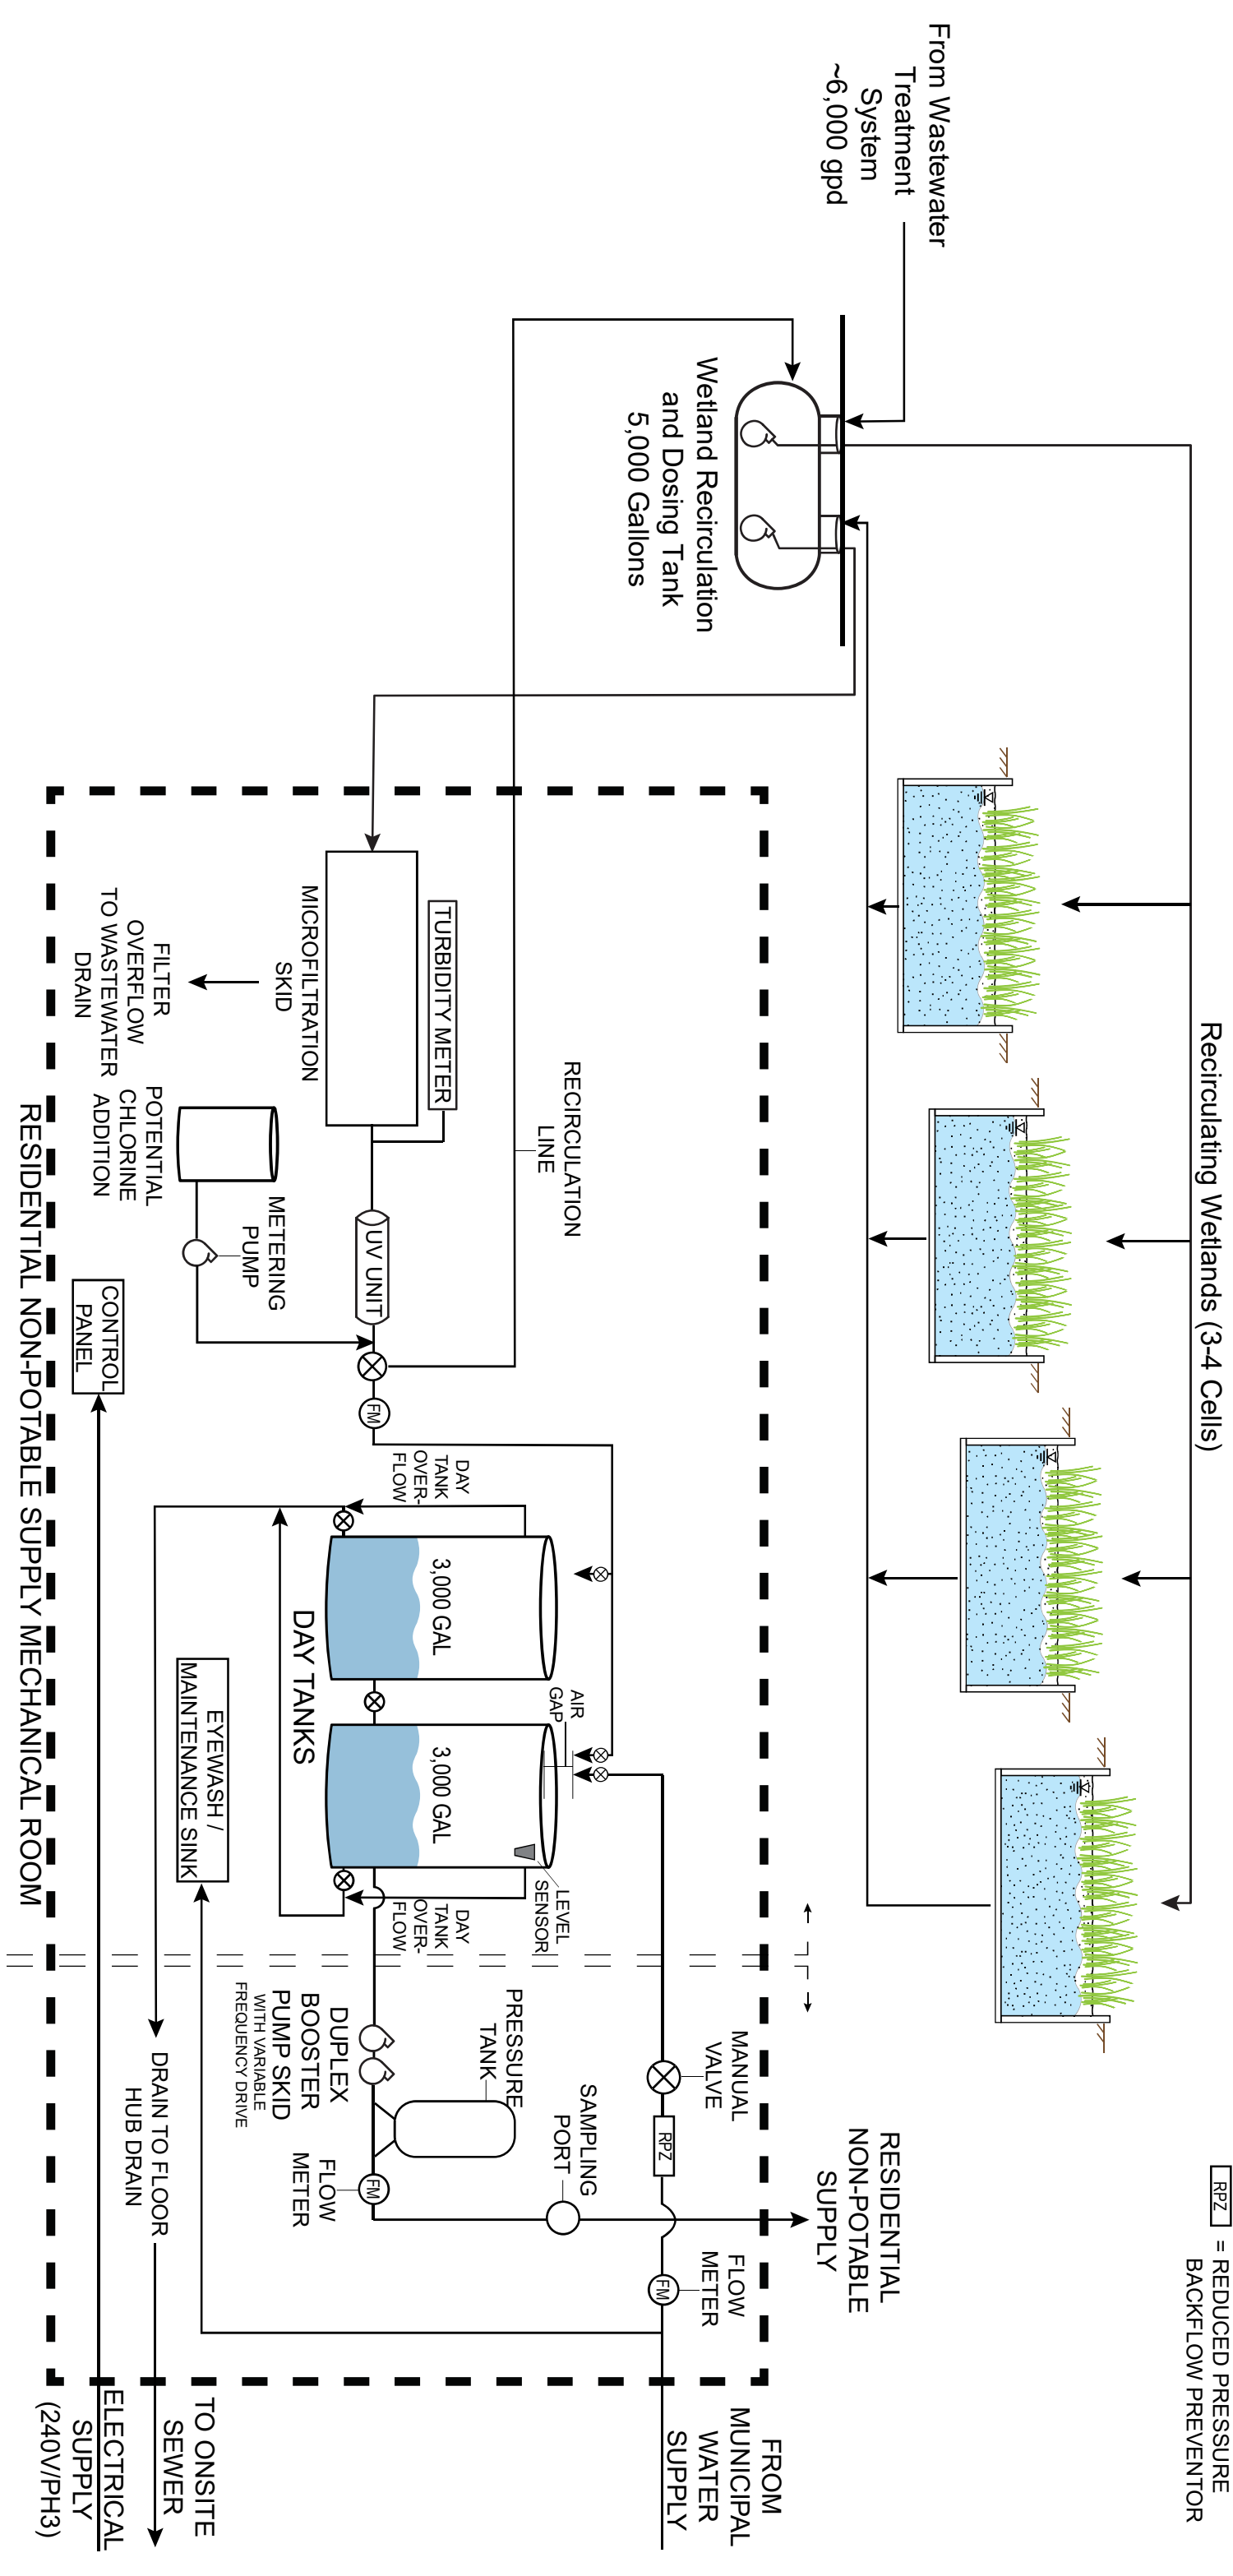 RPZ = REDUCED PRESSURE
BACKFLOW PREVENTOR
Recirculating Wetlands (3-4 Cells)
From Wastewater
Treatment
System
~6,000 gpd
Wetland Recirculation
and Dosing Tank
5,000 Gallons
RESIDENTIAL
NON-POTABLE
SUPPLY
FROM
MUNICIPAL
WATER
SUPPLY
MANUAL
VALVE
RPZ
FLOW
METER
FM
RECIRCULATION
LINE
SAMPLING
PORT
AIR
GAP
LEVEL
SENSOR
PRESSURE
TANK
TURBIDITY METER
MICROFILTRATION
SKID
UV UNIT
FM
DAY
TANK
OVER-
FLOW
3,000 GAL
3,000 GAL
DAY
TANK
OVER-
FLOW
DAY TANKS
DUPLEX
BOOSTER
PUMP SKID
WITH VARIABLE
FREQUENCY DRIVE
FM
FLOW
METER
METERING
PUMP
FILTER
OVERFLOW
TO WASTEWATER
DRAIN
POTENTIAL
CHLORINE
ADDITION
EYEWASH /
MAINTENANCE SINK
DRAIN TO FLOOR
HUB DRAIN
TO ONSITE
SEWER
CONTROL
PANEL
ELECTRICAL
SUPPLY
(240V/PH3)
RESIDENTIAL NON-POTABLE SUPPLY MECHANICAL ROOM